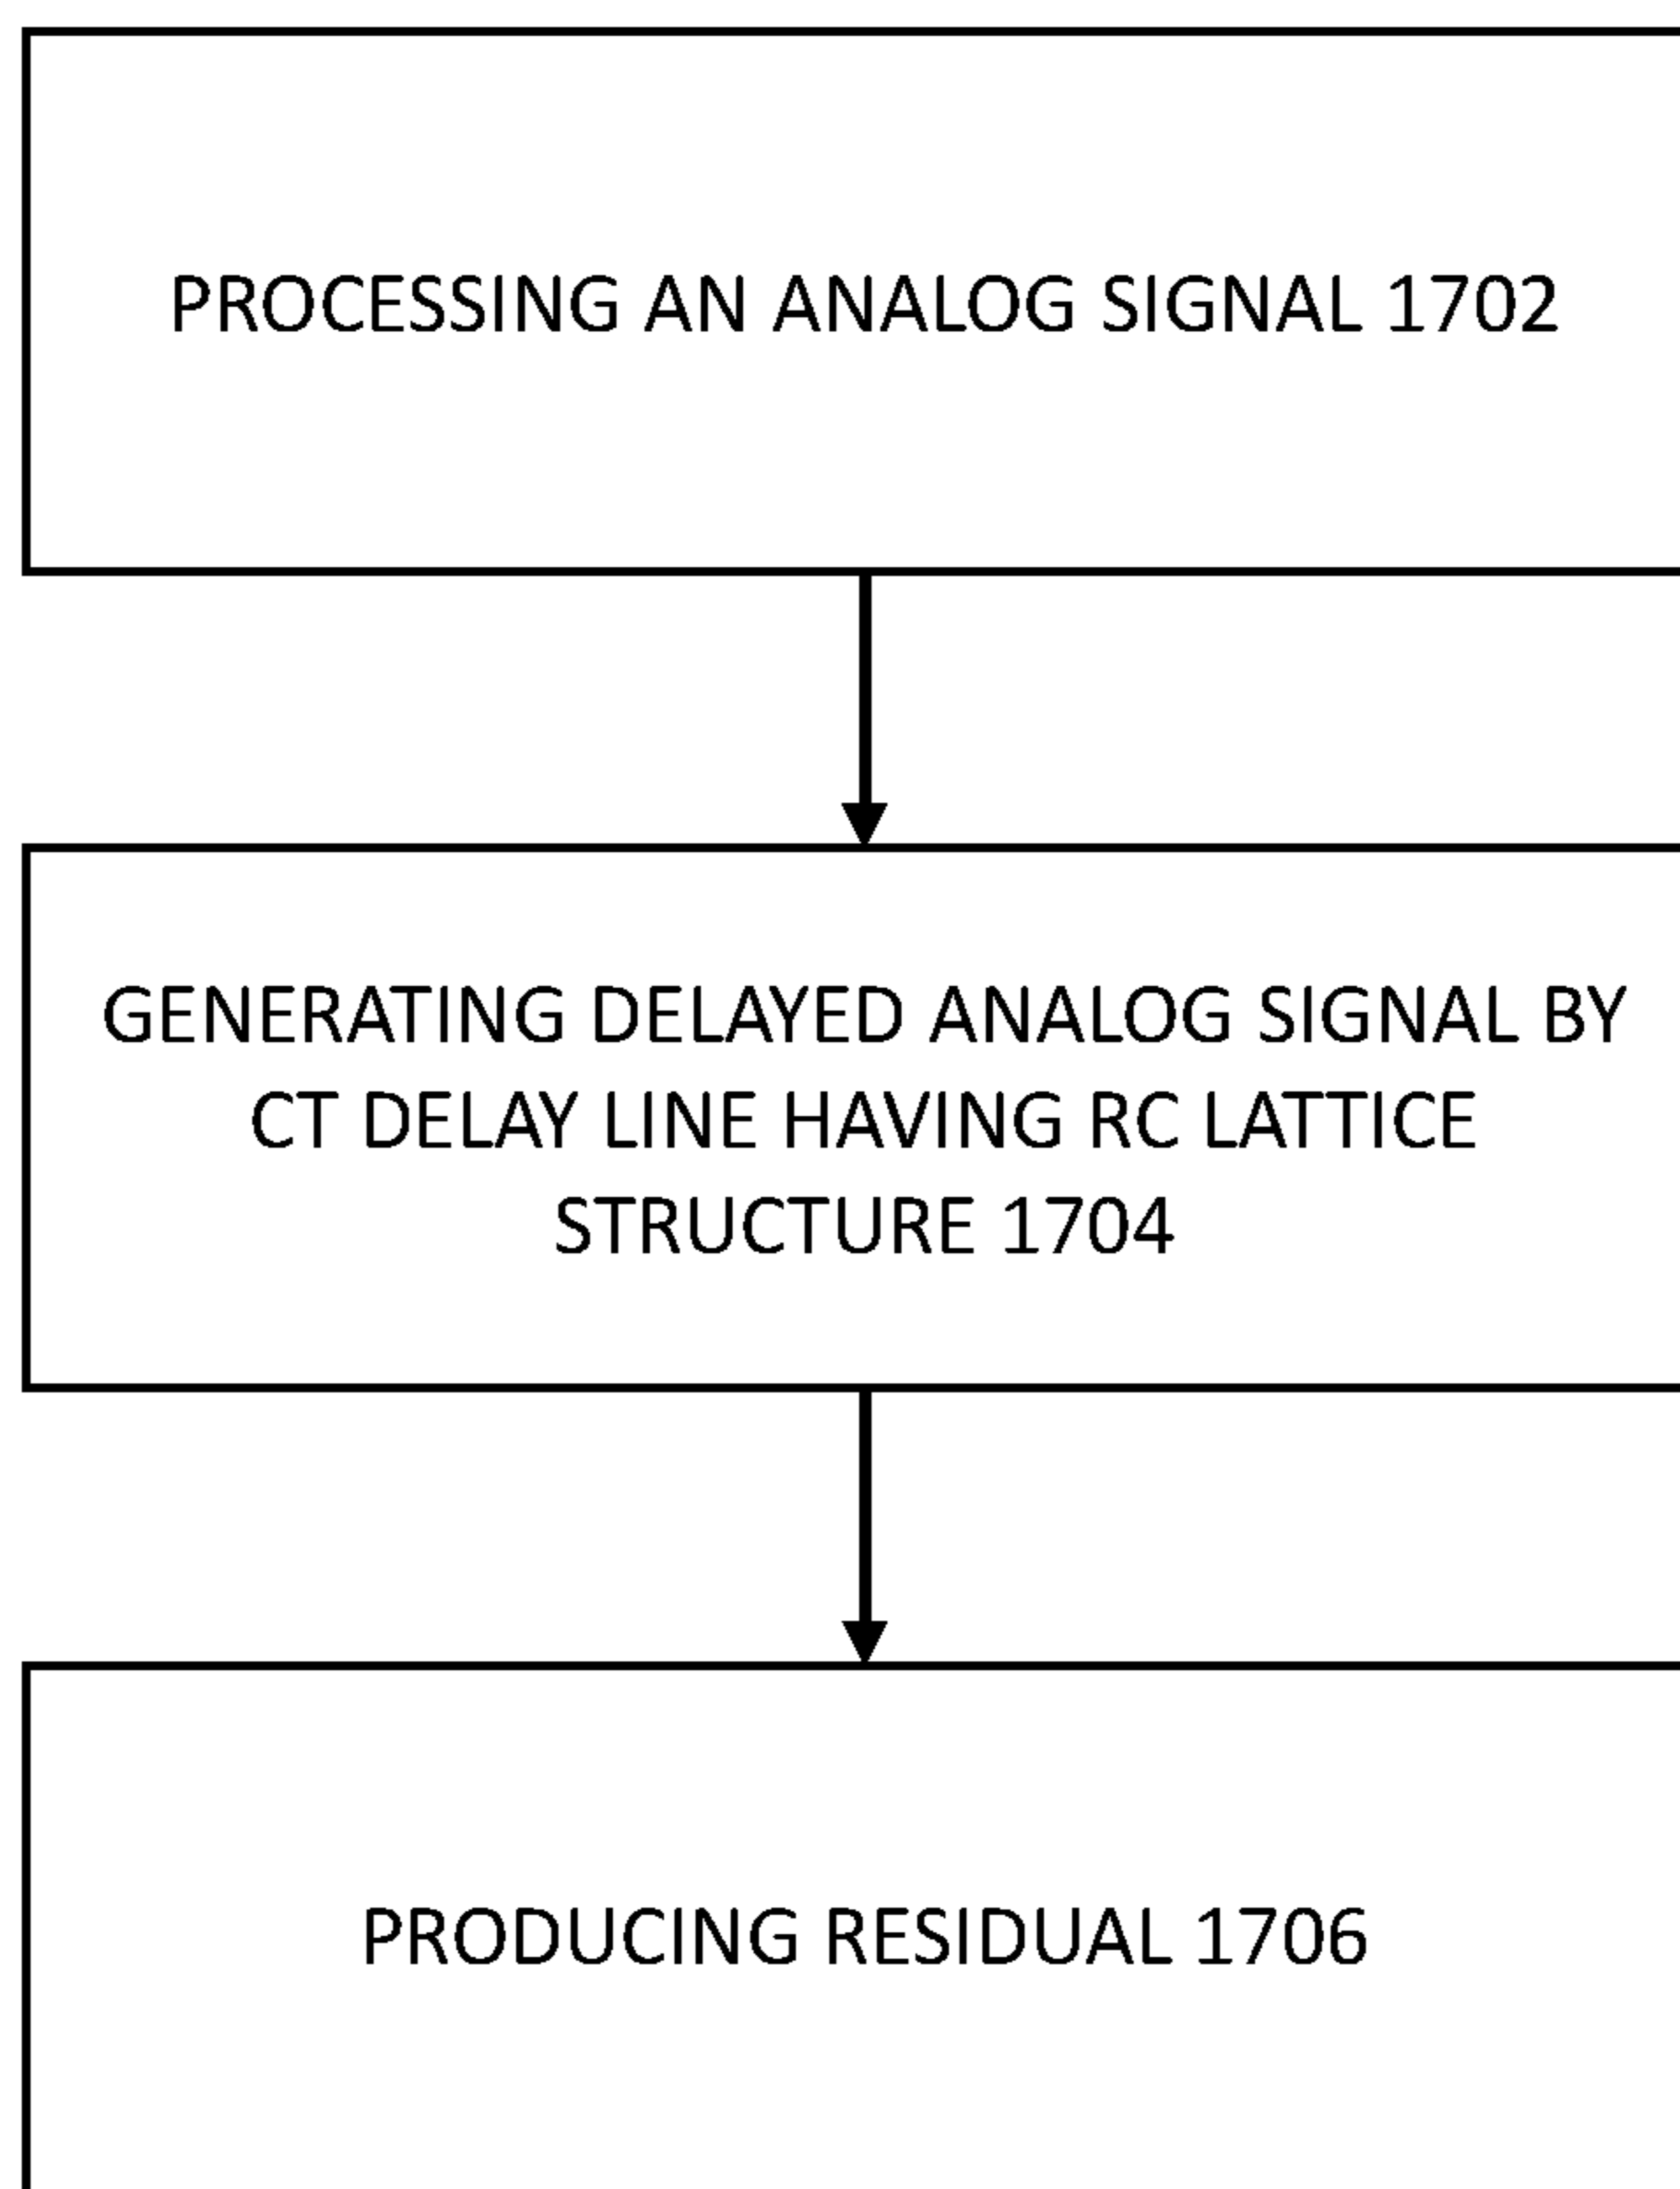 PROCESSING AN ANALOG SIGNAL 1702
GENERATING DELAYED ANALOG SIGNAL BY
CT DELAY LINE HAVING RC LATTICE
STRUCTURE 1704
PRODUCING RESIDUAL 1706